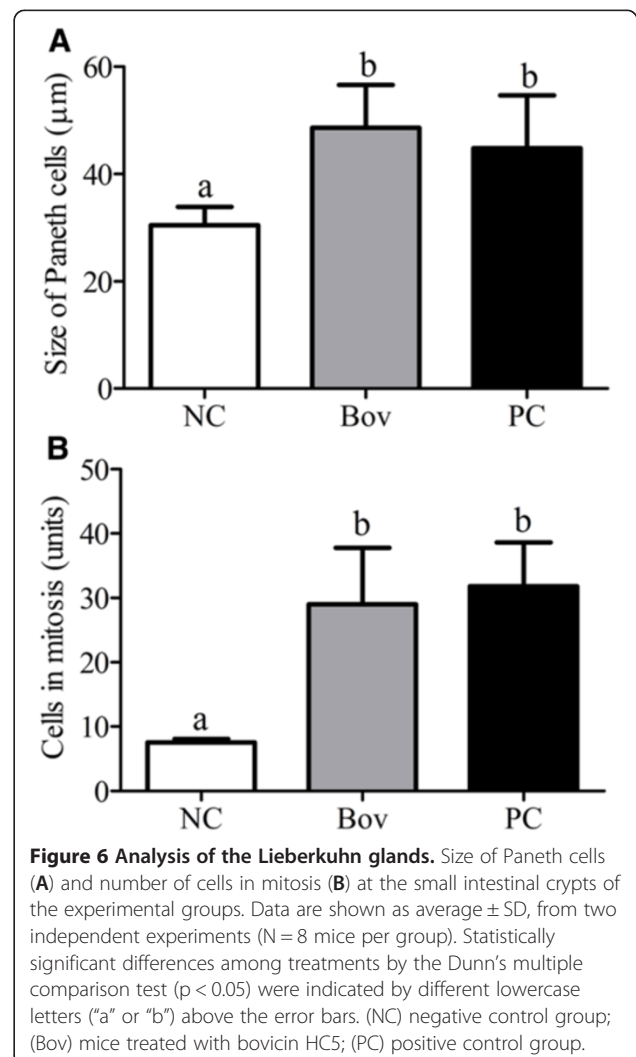 A
Size of Paneth cells (μm)
60
40
20
0
a
b
b
NC Bov PC
B
Cells in mitosis (units)
50
40
30
20
10
0
a
b
b
NC Bov PC
Figure 6 Analysis of the Lieberkuhn glands. Size of Paneth cells
(A) and number of cells in mitosis (B) at the small intestinal crypts of
the experimental groups. Data are shown as average ± SD, from two
independent experiments (N = 8 mice per group). Statistically
significant differences among treatments by the Dunn's multiple
comparison test (p < 0.05) were indicated by different lowercase
letters ("a" or "b") above the error bars. (NC) negative control group;
(Bov) mice treated with bovicin HC5; (PC) positive control group.